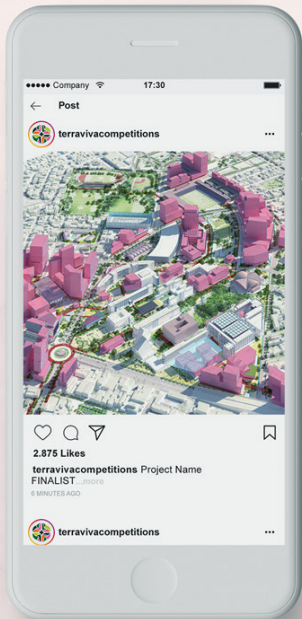 Company
17:30
Post
terravivacompetitions
2.875 Likes
terravivacompetitions Project Name
FINALIST...more
6 MINUTES AGO
terravivacompetitions